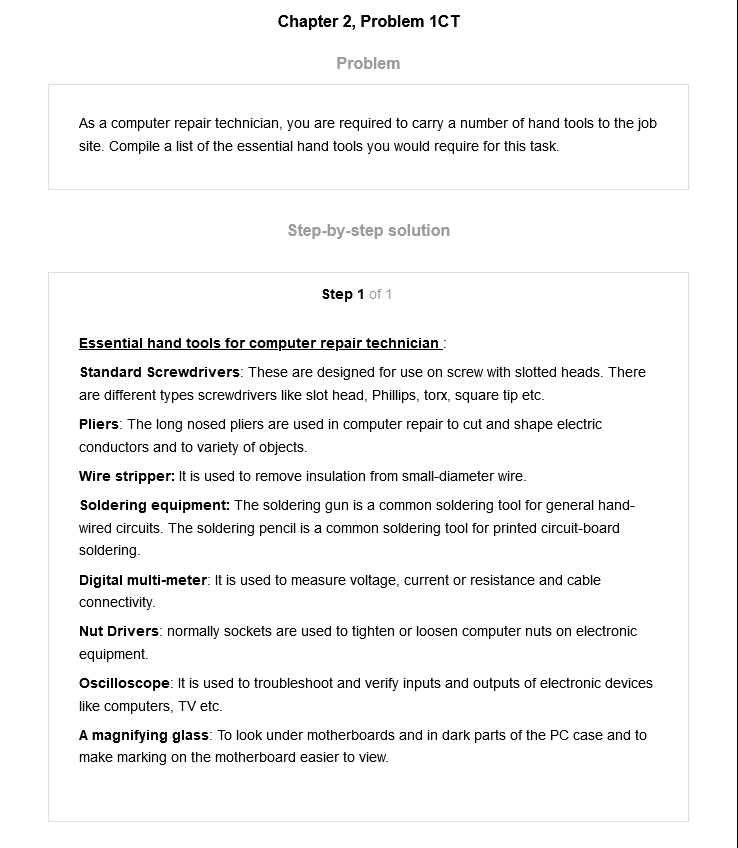 Chapter 2, Problem 1CT
Problem
As a computer repair technician, you are required to carry a number of hand tools to the job
site. Compile a list of the essential hand tools you would require for this task.
Step-by-step solution
Step 1 of 1
Essential hand tools for computer repair technician :
Standard Screwdrivers: These are designed for use on screw with slotted heads. There
are different types screwdrivers like slot head, Phillips, torx, square tip etc.
Pliers: The long nosed pliers are used in computer repair to cut and shape electric
conductors and to variety of objects.
Wire stripper: It is used to remove insulation from small-diameter wire.
Soldering equipment: The soldering gun is a common soldering tool for general hand-
wired circuits. The soldering pencil is a common soldering tool for printed circuit-board
soldering.
Digital multi-meter: It is used to measure voltage, current or resistance and cable
connectivity.
Nut Drivers: normally sockets are used to tighten or loosen computer nuts on electronic
equipment.
Oscilloscope: It is used to troubleshoot and verify inputs and outputs of electronic devices
like computers, TV etc.
A magnifying glass: To look under motherboards and in dark parts of the PC case and to
make marking on the motherboard easier to view.